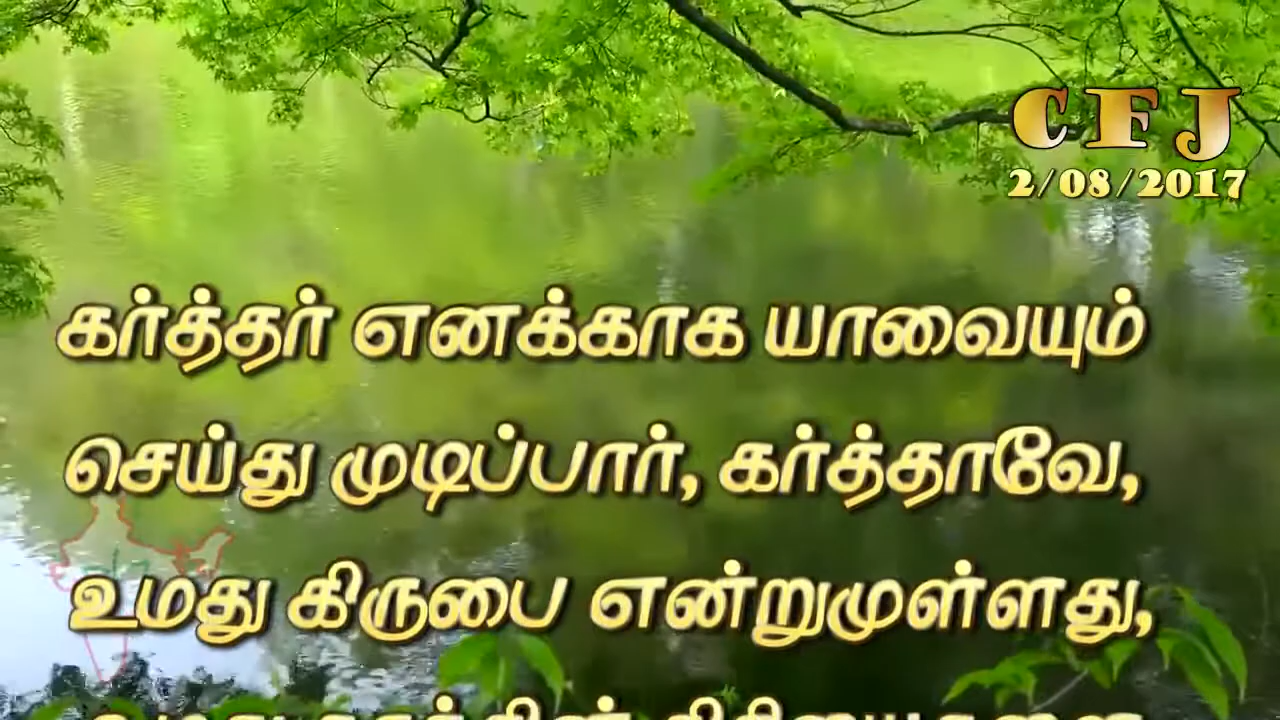 CFJ
2/08/2017
கர்த்தர் எனக்காக யாவையும்
செய்து முடிப்பார், கர்த்தாவே,
உமது கிருபை என்றுமுள்ளது,